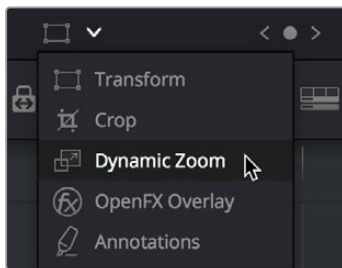 Transform
Crop
Dynamic Zoom
OpenFX Overlay
Annotations